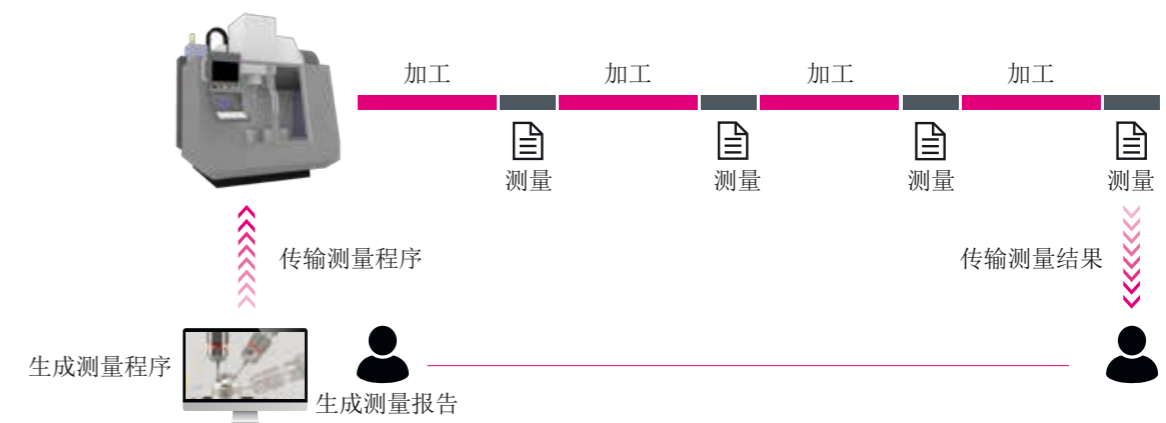 加工
加工
加工
加工
测量
测量
测量
测量
传输测量程序
传输测量结果
生成测量程序
生成测量报告